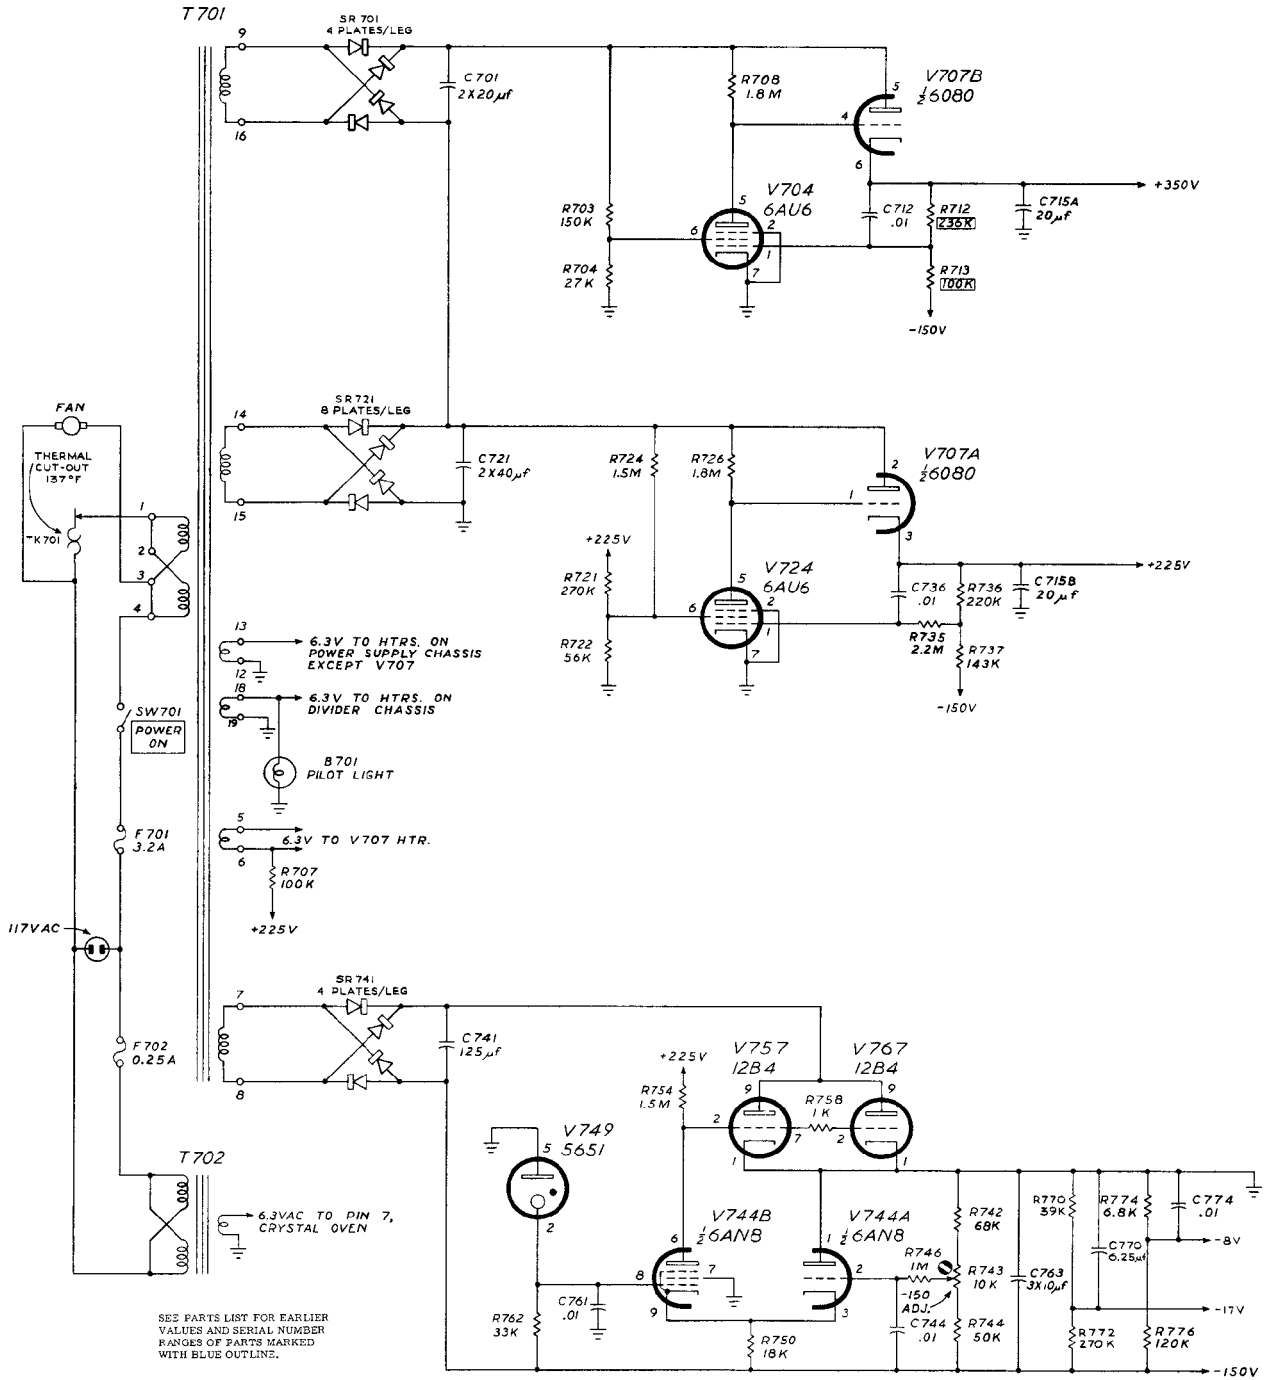 T701
9
SR 701
4 PLATES/LEG
16
C701
2X20µf
R703
150K
R704
27K
R708
1.8M
V704
6AU6
5
6
2
1
7
V707B
½6080
5
4
6
+350V
C712
.01
R712
236K
R713
100K
-150V
C715A
20µf
FAN
THERMAL
CUT-OUT
137°F
TK701
1
2
3
4
14
SR721
8 PLATES/LEG
15
C721
2X40µf
R724
1.5M
R726
1.8M
V707A
½6080
2
1
3
+225V
R721
270K
R722
56K
V724
6AU6
5
6
2
1
7
+225V
C736
.01
R736
220K
C715B
20µf
R735
2.2M
R737
143K
-150V
13
6.3V TO HTRS. ON
POWER SUPPLY CHASSIS
EXCEPT V707
12
18
6.3V TO HTRS. ON
DIVIDER CHASSIS
19
SW701
POWER
ON
B701
PILOT LIGHT
F701
3.2A
5
6.3V TO V707 HTR.
6
R707
100K
+225V
117VAC
F702
0.25A
7
SR741
4 PLATES/LEG
8
C741
125µf
+225V
R754
1.5M
V757
12B4
9
2
7
1
R758
1K
V767
12B4
9
2
1
V749
5651
5
2
T702
6.3VAC TO PIN 7,
CRYSTAL OVEN
V744B
½6AN8
6
7
8
9
V744A
½6AN8
1
2
3
R762
33K
C761
.01
R750
18K
R746
1M
-150
ADJ.
C744
.01
R742
68K
R743
10K
R744
50K
C763
3X10µf
R770
39K
C770
6.25µf
R772
270K
R774
6.8K
C774
.01
-8V
-17V
R776
120K
-150V
SEE PARTS LIST FOR EARLIER
VALUES AND SERIAL NUMBER
RANGES OF PARTS MARKED
WITH BLUE OUTLINE.